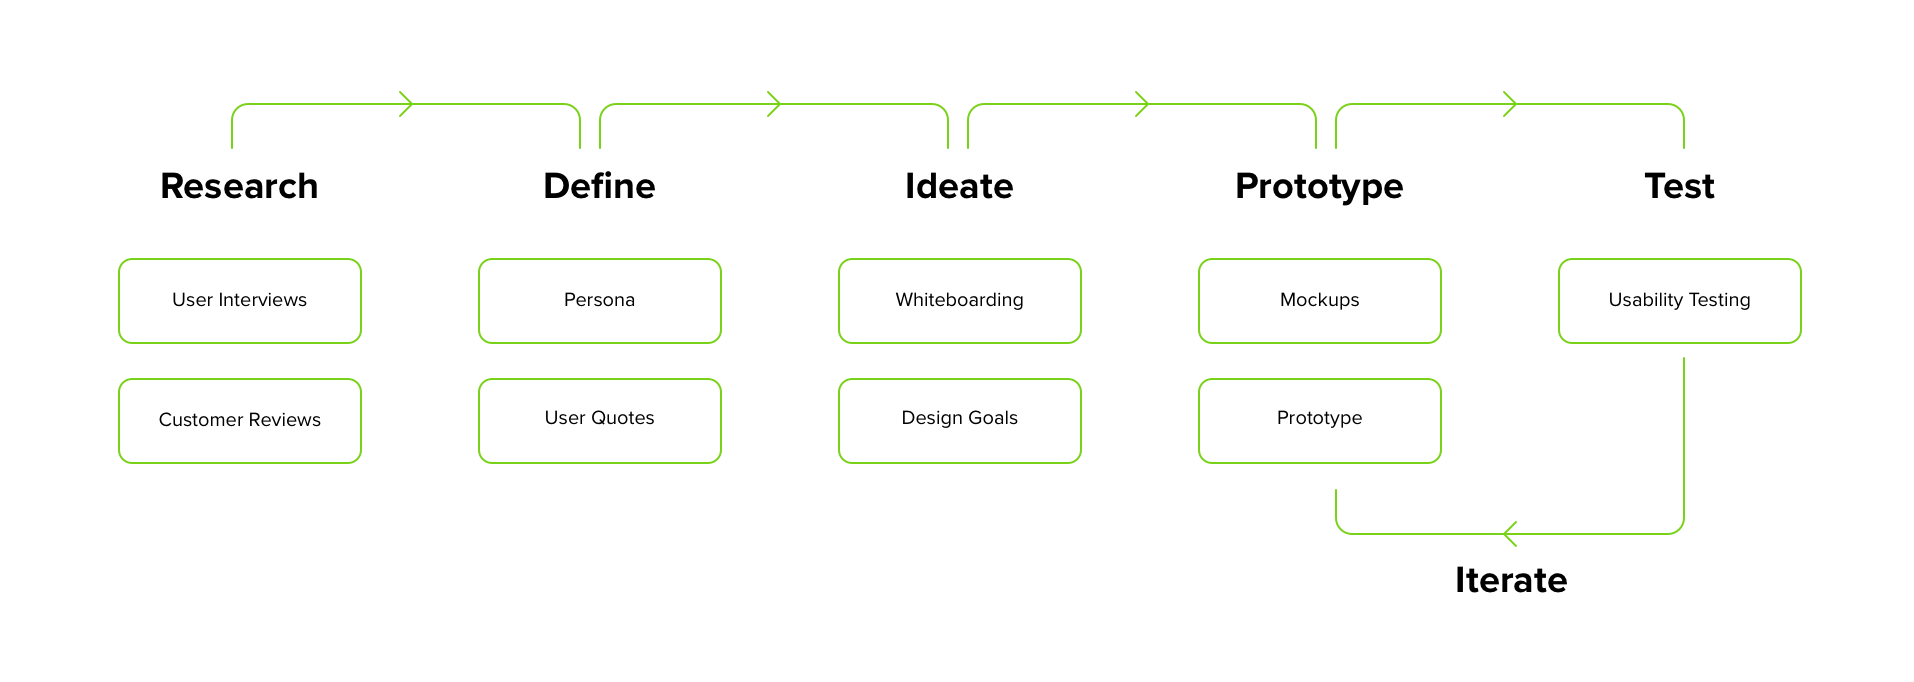 Research
Define
Ideate
Prototype
Test
User Interviews
Persona
Whiteboarding
Mockups
Usability Testing
Customer Reviews
User Quotes
Design Goals
Prototype
Iterate